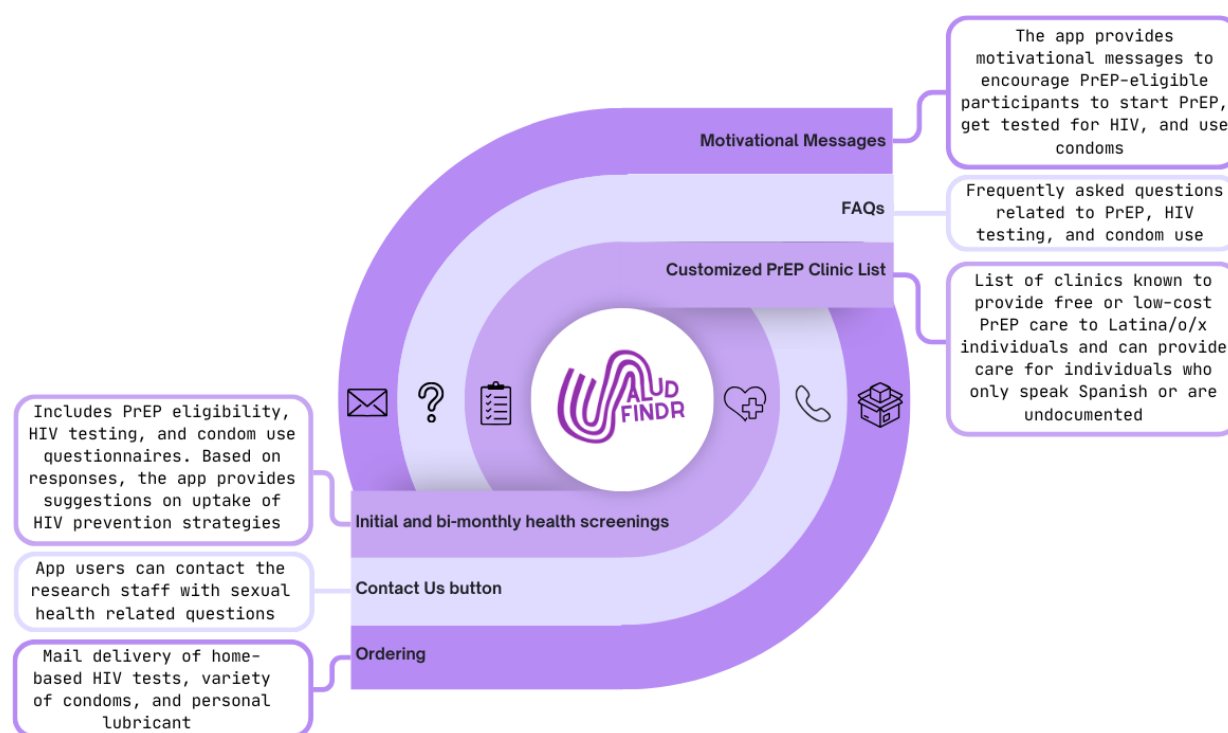 The app provides
motivational messages to
encourage PrEP-eligible
participants to start PrEP,
get tested for HIV, and use
condoms
Motivational Messages
FAQs
Frequently asked questions
related to PrEP, HIV
testing, and condom use
Customized PrEP Clinic List
List of clinics known to
provide free or low-cost
PrEP care to Latina/o/x
individuals and can provide
care for individuals who
only speak Spanish or are
undocumented
SALUD
FINDR
Includes PrEP eligibility,
HIV testing, and condom use
questionnaires. Based on
responses, the app provides
suggestions on uptake of
HIV prevention strategies
Initial and bi-monthly health screenings
App users can contact the
research staff with sexual
health related questions
Contact Us button
Mail delivery of home-
based HIV tests, variety
of condoms, and personal
lubricant
Ordering